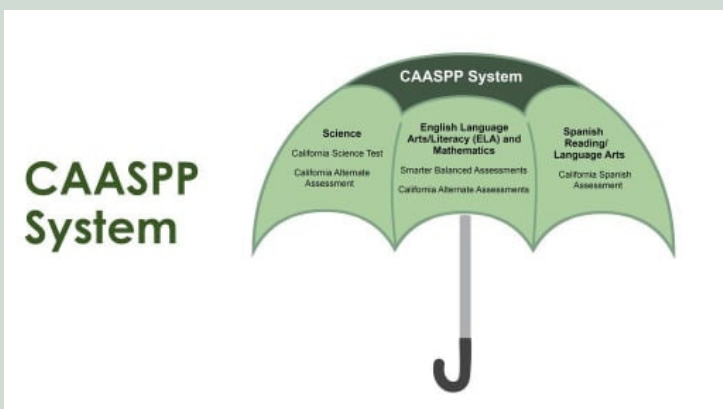 CAASPP
System
CAASPP System
Science
California Science Test
California Alternate
Assessment
English Language
Arts/Literacy (ELA) and
Mathematics
Smarter Balanced Assessments
California Alternate Assessments
Spanish
Reading/
Language Arts
California Spanish
Assessment